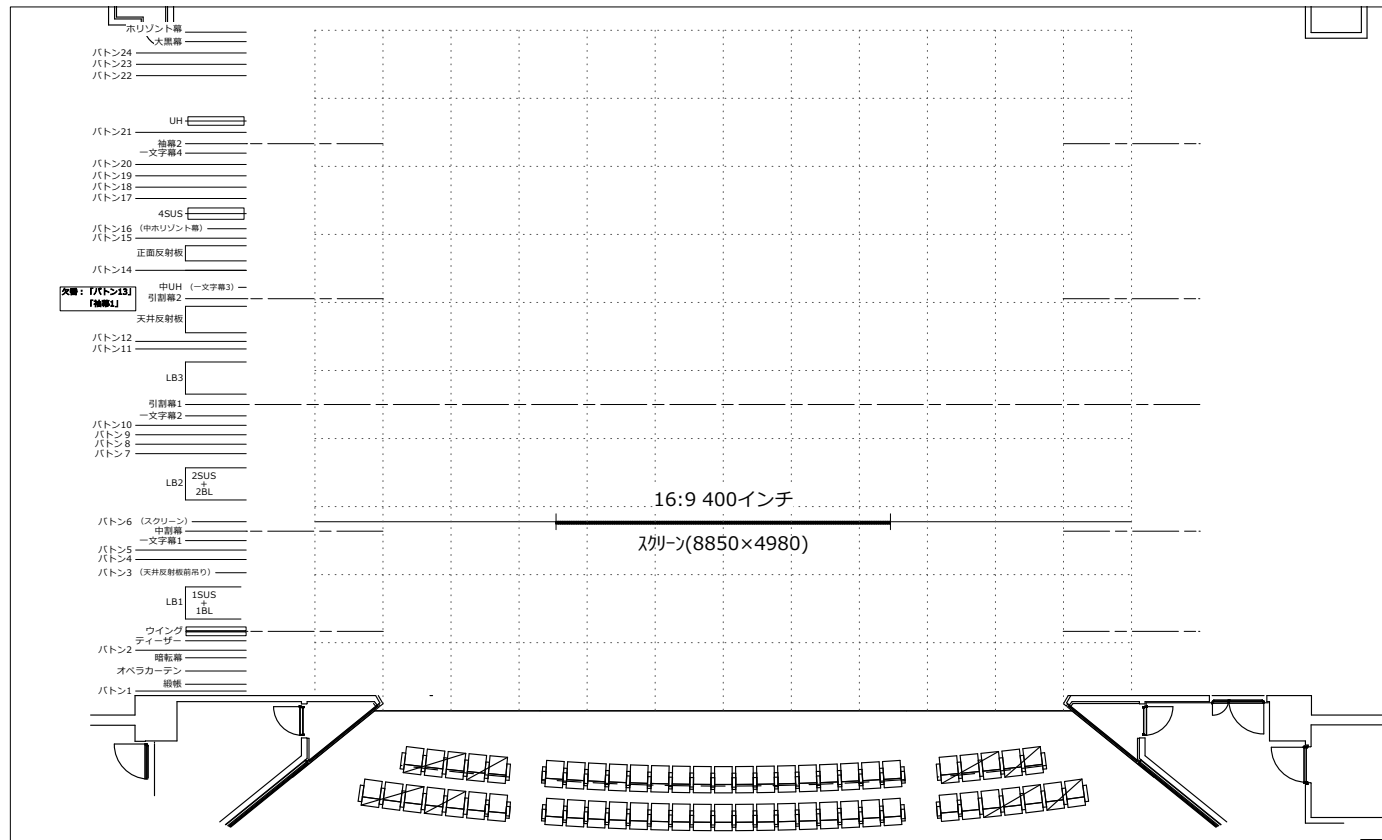 ホリゾント幕
大黒幕
バトン24
バトン23
バトン22
UH
バトン21
袖幕2
一文字幕4
バトン20
バトン19
バトン18
バトン17
4SUS
バトン16 (中ホリゾント幕)
バトン15
正面反射板
バトン14
中UH (一文字幕3)
欠番：「バトン13」
「袖幕1」
引割幕2
天井反射板
バトン12
バトン11
LB3
引割幕1
一文字幕2
バトン10
バトン9
バトン8
バトン7
LB2
2SUS
+
2BL
16:9 400インチ
バトン6 (スクリーン)
中割幕
スクリーン(8850×4980)
一文字幕1
バトン5
バトン4
バトン3 (天井反射板前吊り)
LB1
1SUS
+
1BL
ウイング
ティーザー
バトン2
暗転幕
オペラカーテン
緞帳
バトン1